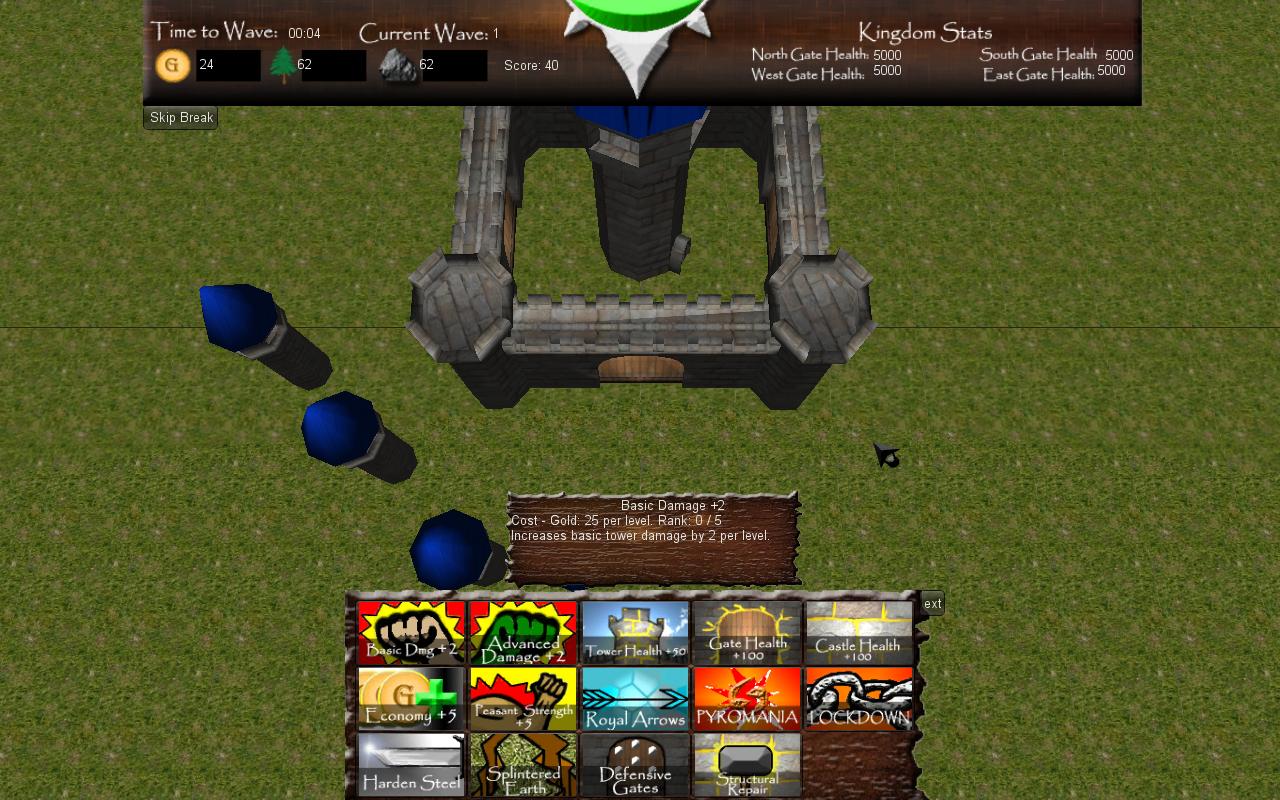 Time to Wave: 00:04
Current Wave: 1
Kingdom Stats
North Gate Health: 5000
South Gate Health 5000
G 24 62 62 Score: 40
West Gate Health: 5000
East Gate Health: 5000
Skip Break
Basic Damage +2
Cost - Gold: 25 per level. Rank: 0 / 5
Increases basic tower damage by 2 per level.
ext
Basic Dmg +2
Advanced
Damage +2
Tower Health +50
Gate Health
+100
Castle Health
+100
G
Economy +5
Peasant Strength
+5
Royal Arrows
PYROMANIA
LOCKDOWN
Harden Steel
Splintered
Earth
Defensive
Gates
Structural
Repair